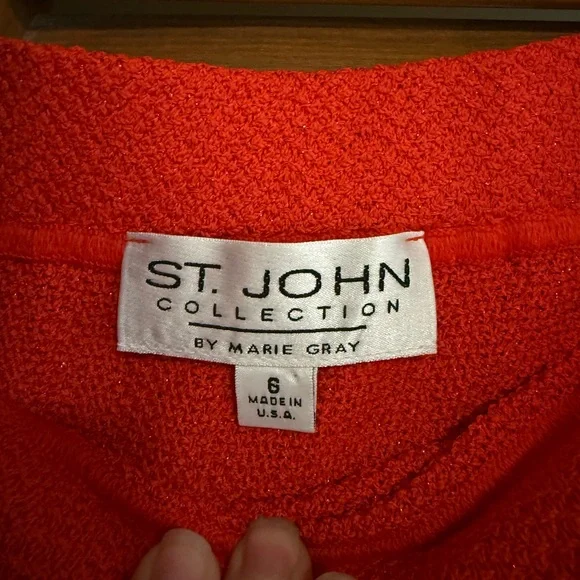 ST. JOHN
COLLECTION
BY MARIE GRAY
6
MADE IN
U.S.A.